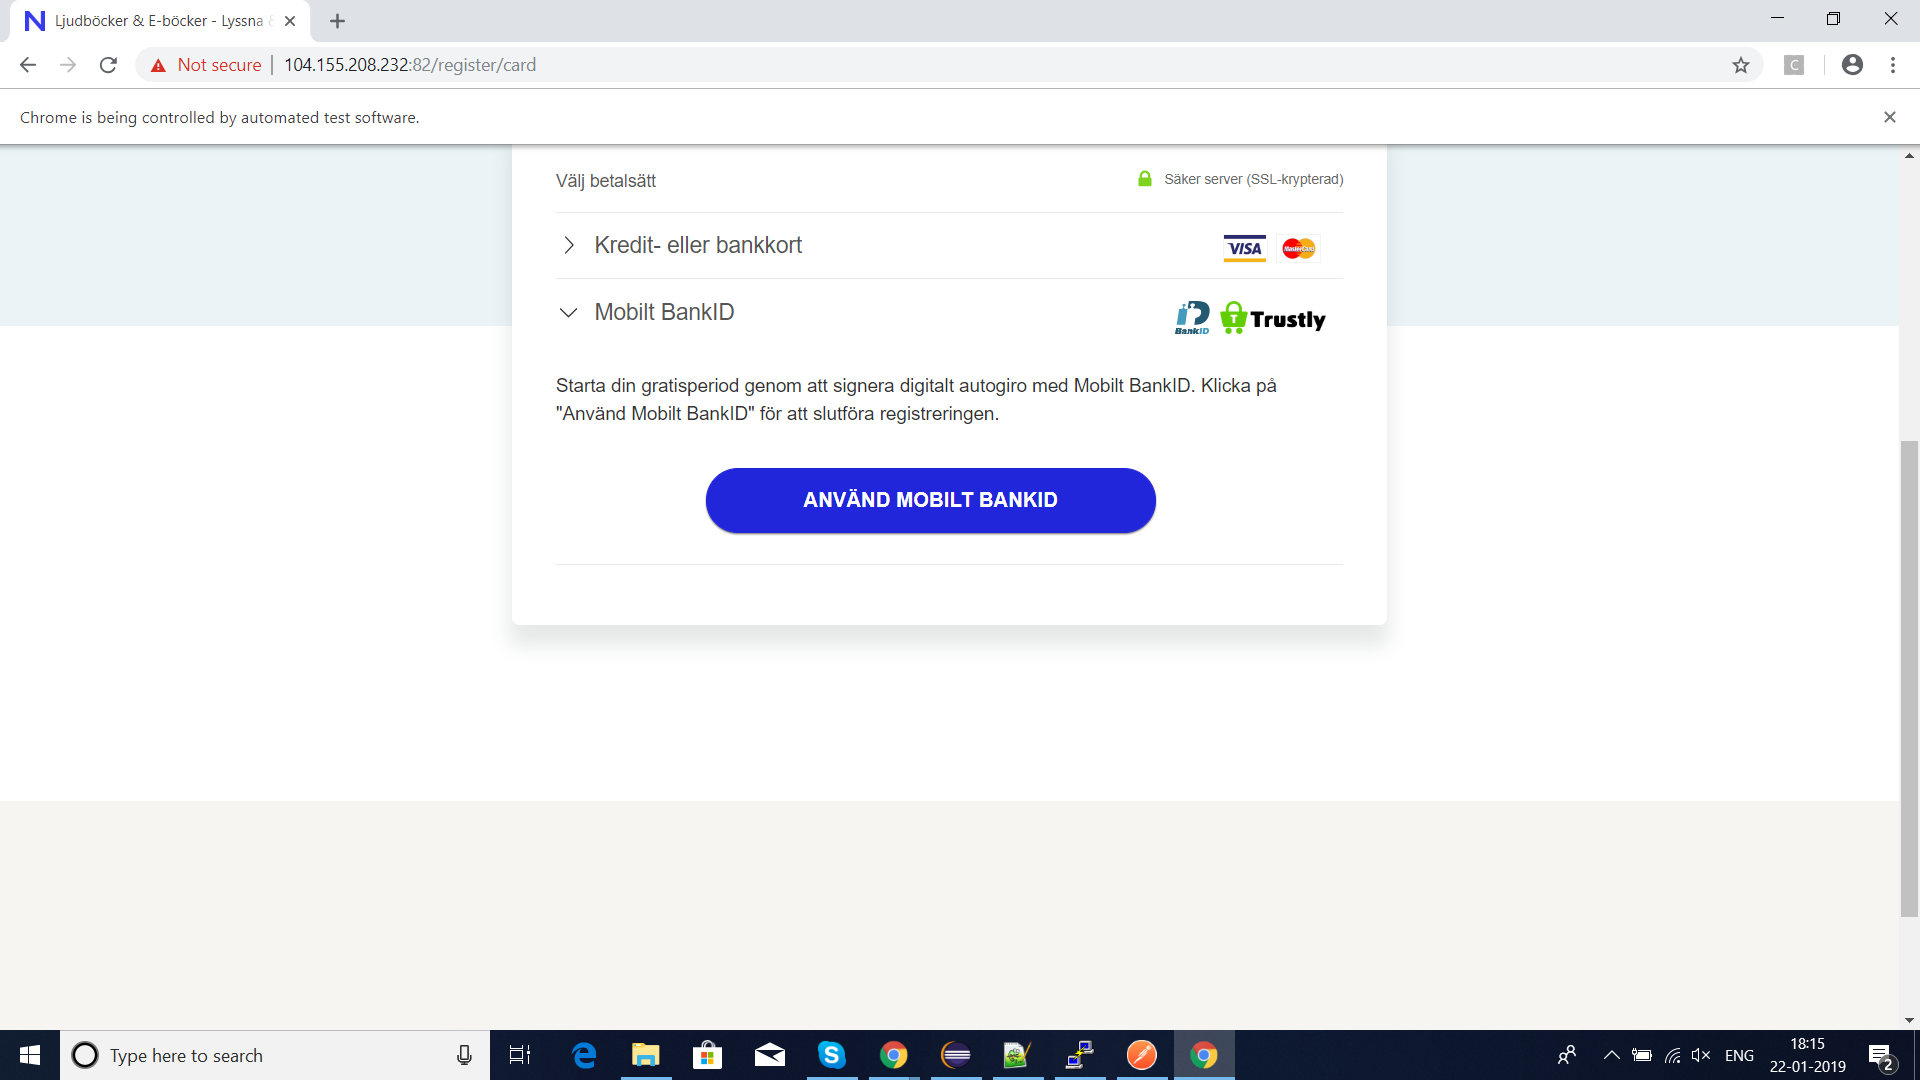 N Ljudböcker & E-böcker - Lyssna
Not secure 104.155.208.232:82/register/card
C
Chrome is being controlled by automated test software.
Välj betalsätt
Säker server (SSL-krypterad)
Kredit- eller bankkort
VISA MasterCard
Mobilt BankID
BankID T Trustly
Starta din gratisperiod genom att signera digitalt autogiro med Mobilt BankID. Klicka på
"Använd Mobilt BankID" för att slutföra registreringen.
ANVÄND MOBILT BANKID
Type here to search
ENG
18:15
22-01-2019
2